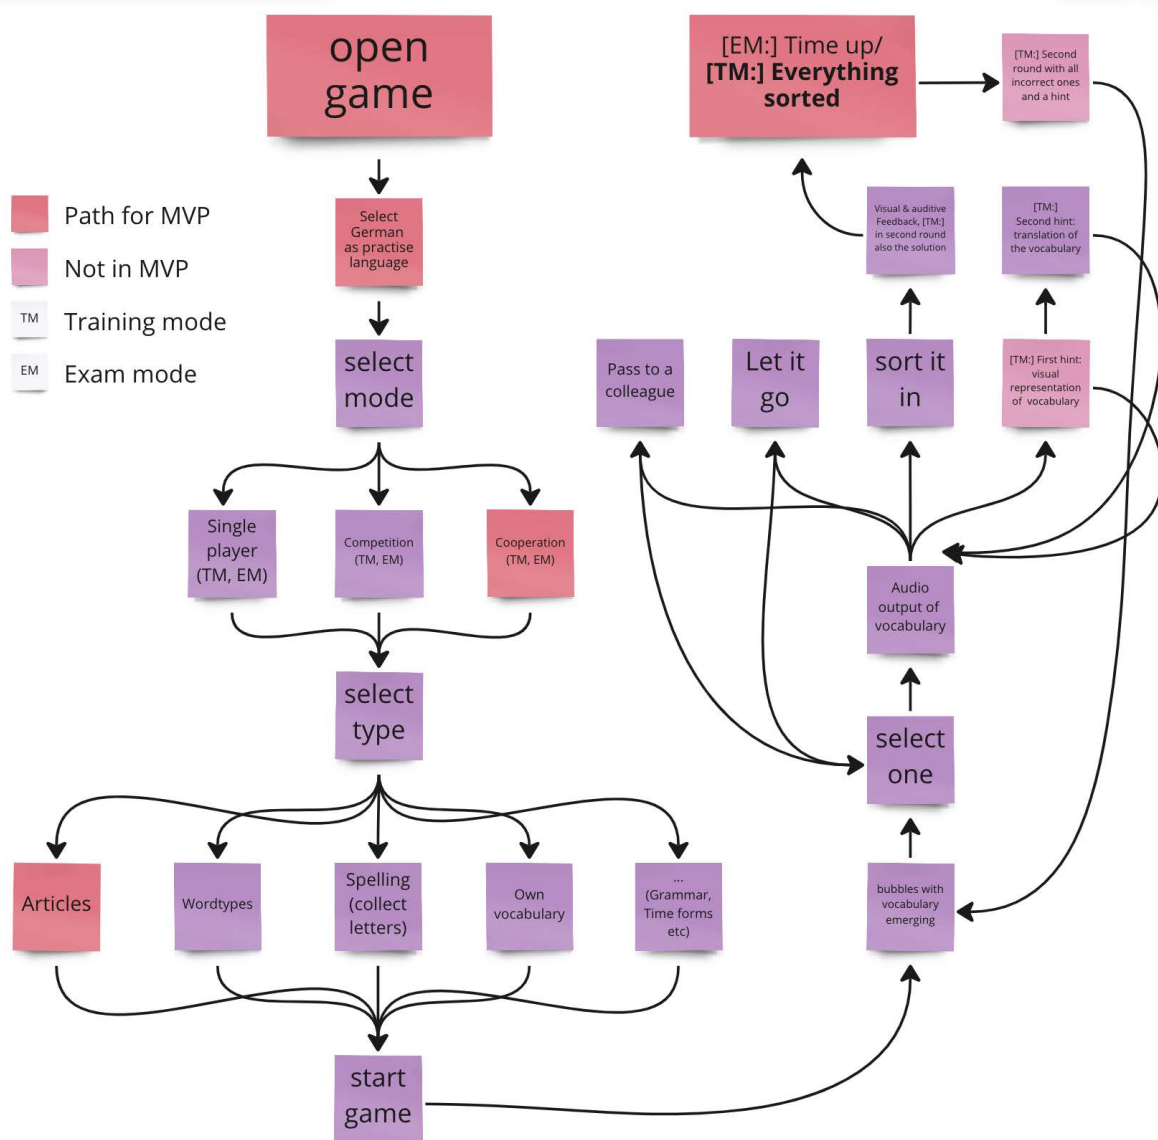 open
game
Select
German
as practise
language
Path for MVP
Not in MVP
TM
Training mode
EM
Exam mode
select
mode
Single
player
(TM, EM)
Competition
(TM, EM)
Cooperation
(TM, EM)
select
type
Articles
Wordtypes
Spelling
(collect
letters)
Own
vocabulary
...
(Grammar,
Time forms
etc)
start
game
[EM:] Time up/
[TM:] Everything
sorted
[TM:] Second
round with all
incorrect ones
and a hint
Visual & auditive
Feedback, [TM:]
in second round
also the solution
[TM:]
Second hint:
translation of
the vocabulary
Pass to a
colleague
Let it
go
sort it
in
[TM:] First hint:
visual
representation
of vocabulary
Audio
output of
vocabulary
select
one
bubbles with
vocabulary
emerging